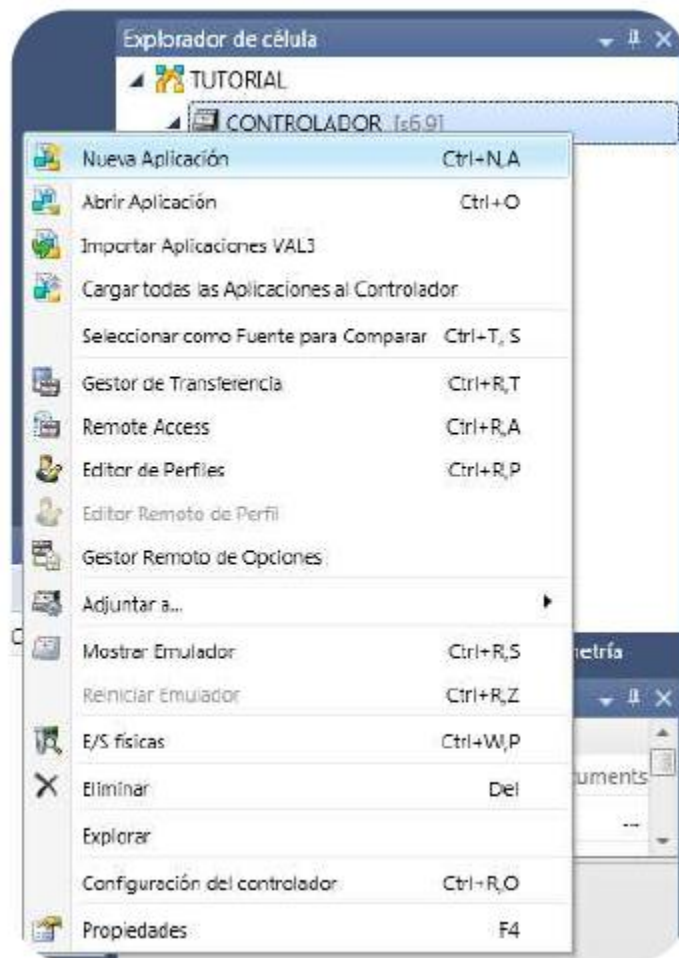 Explorador de célula
TUTORIAL
CONTROLADOR [s6.9]
Nueva Aplicación Ctrl+N,A
Abrir Aplicación Ctrl+O
Importar Aplicaciones VAL3
Cargar todas las Aplicaciones al Controlador
Seleccionar como Fuente para Comparar Ctrl+T, S
Gestor de Transferencia Ctrl+R,T
Remote Access Ctrl+R,A
Editor de Perfiles Ctrl+R,P
Editor Remoto de Perfil
Gestor Remoto de Opciones
Adjuntar a...
C
Mostrar Emulador Ctrl+R,S
etría
Reiniciar Emulador Ctrl+R,Z
E/S físicas Ctrl+W,P
uments
Eliminar Del
...
Explorar
Configuración del controlador Ctrl+R,O
Propiedades F4